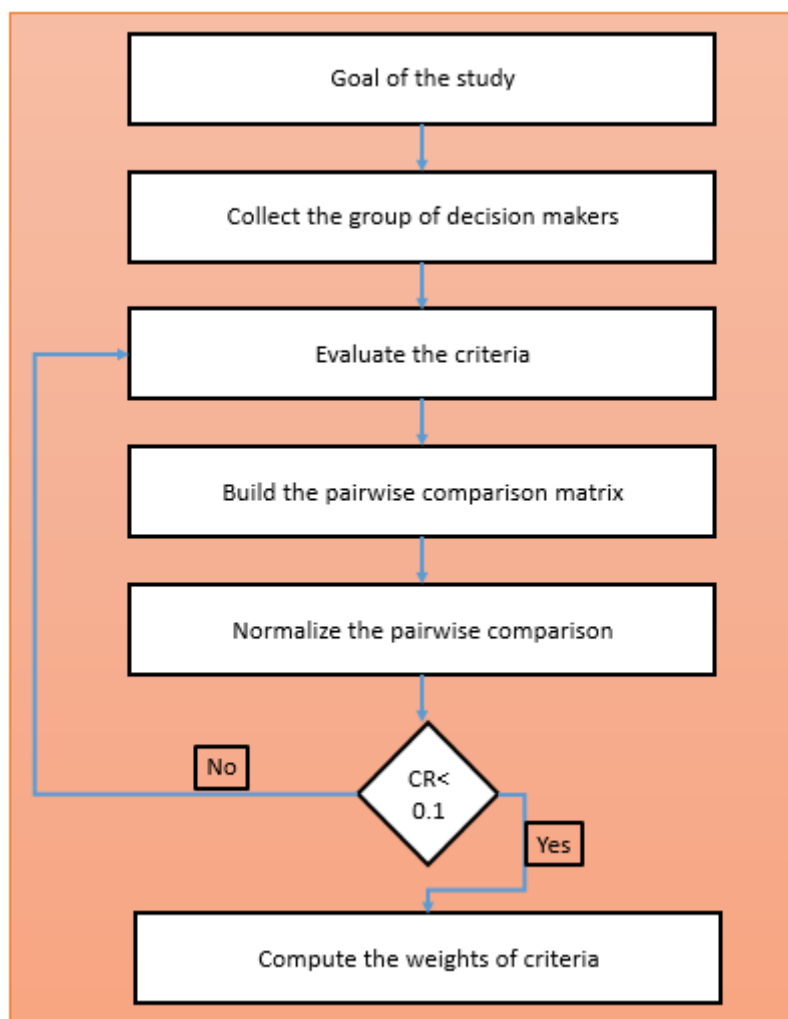 Goal of the study
Collect the group of decision makers
Evaluate the criteria
Build the pairwise comparison matrix
Normalize the pairwise comparison
No
CR<
0.1
Yes
Compute the weights of criteria